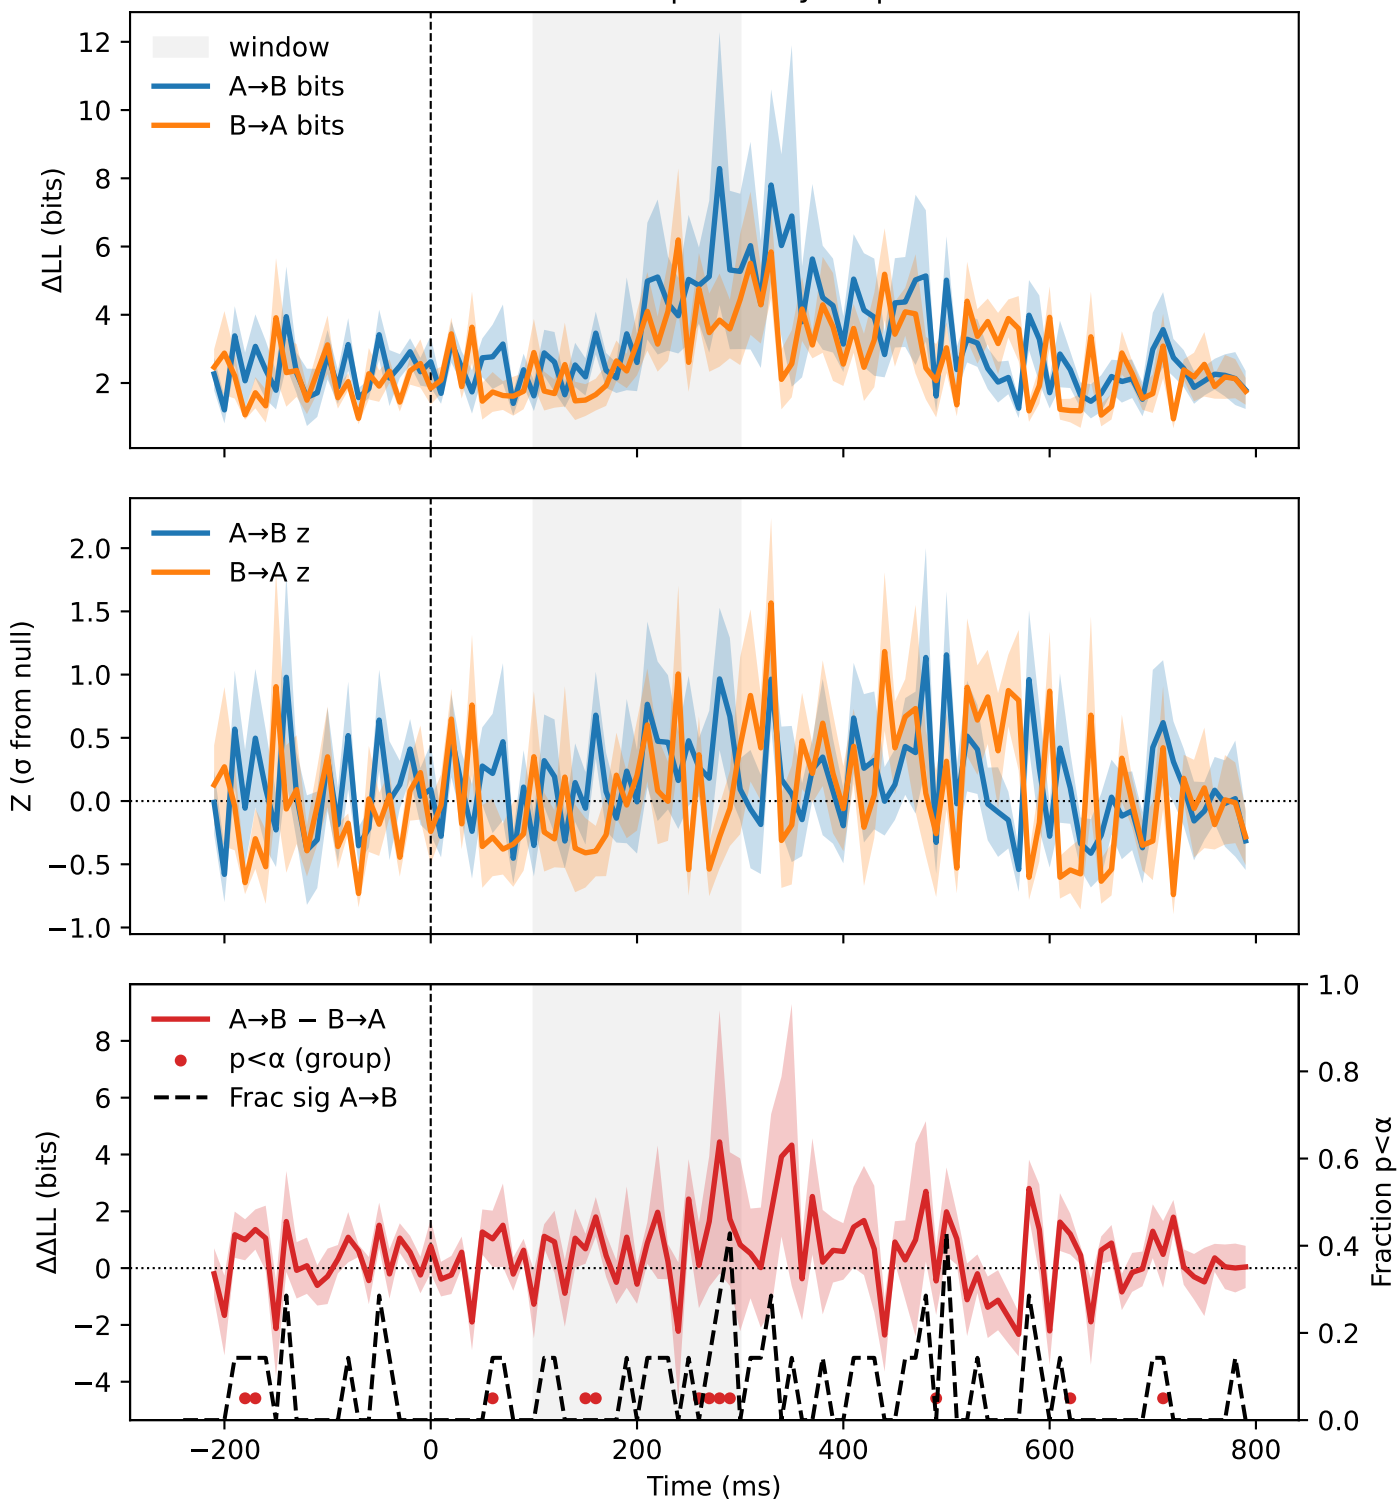 window
A→B bits
B→A bits
ΔLL (bits)
12
10
8
6
4
2
A→B z
B→A z
Z (σ from null)
2.0
1.5
1.0
0.5
0.0
−0.5
−1.0
A→B − B→A
p<α (group)
Frac sig A→B
ΔΔLL (bits)
8
6
4
2
0
−2
−4
1.0
0.8
0.6
0.4
0.2
0.0
Fraction p<α
−200 0 200 400 600 800
Time (ms)